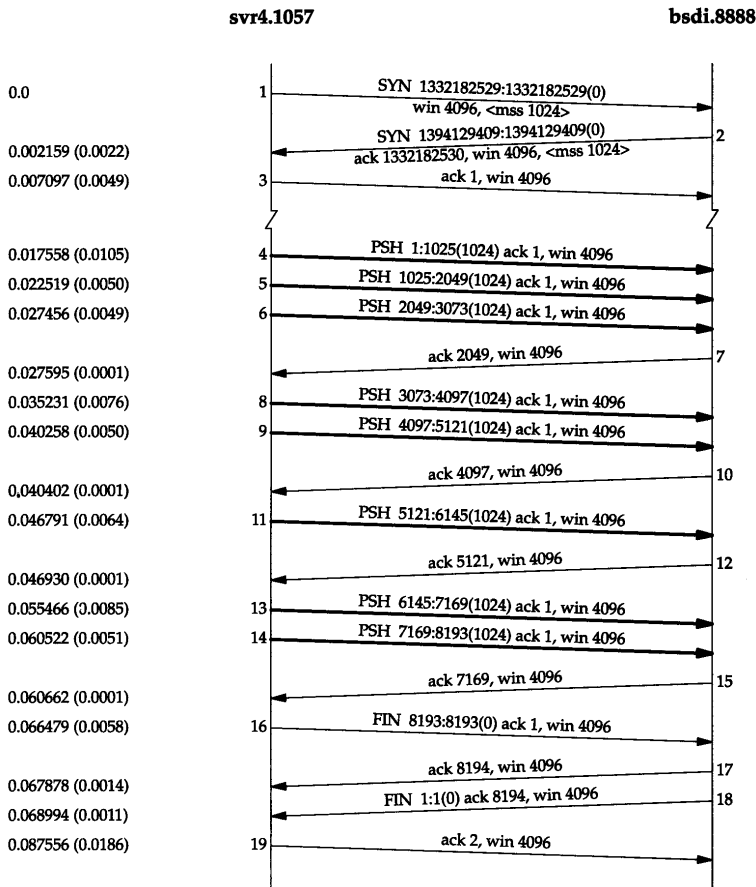 svr4.1057 bsdi.8888
0.0 1 SYN 1332182529:1332182529(0)
win 4096, <mss 1024>
SYN 1394129409:1394129409(0) 2
0.002159 (0.0022) ack 1332182530, win 4096, <mss 1024>
0.007097 (0.0049) 3 ack 1, win 4096
0.017558 (0.0105) 4 PSH 1:1025(1024) ack 1, win 4096
0.022519 (0.0050) 5 PSH 1025:2049(1024) ack 1, win 4096
0.027456 (0.0049) 6 PSH 2049:3073(1024) ack 1, win 4096
ack 2049, win 4096 7
0.027595 (0.0001)
0.035231 (0.0076) 8 PSH 3073:4097(1024) ack 1, win 4096
0.040258 (0.0050) 9 PSH 4097:5121(1024) ack 1, win 4096
ack 4097, win 4096 10
0.040402 (0.0001)
0.046791 (0.0064) 11 PSH 5121:6145(1024) ack 1, win 4096
ack 5121, win 4096 12
0.046930 (0.0001)
0.055466 (0.0085) 13 PSH 6145:7169(1024) ack 1, win 4096
0.060522 (0.0051) 14 PSH 7169:8193(1024) ack 1, win 4096
ack 7169, win 4096 15
0.060662 (0.0001)
0.066479 (0.0058) 16 FIN 8193:8193(0) ack 1, win 4096
ack 8194, win 4096 17
0.067878 (0.0014)
FIN 1:1(0) ack 8194, win 4096 18
0.068994 (0.0011)
0.087556 (0.0186) 19 ack 2, win 4096